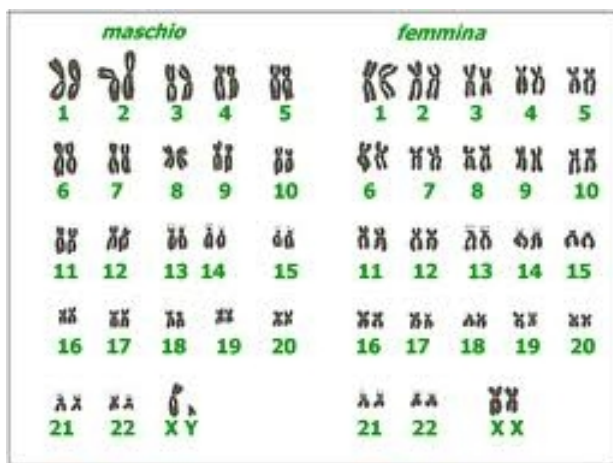 maschio femmina
1 2 3 4 5 1 2 3 4 5
6 7 8 9 10 6 7 8 9 10
11 12 13 14 15 11 12 13 14 15
16 17 18 19 20 16 17 18 19 20
21 22 X Y 21 22 X X